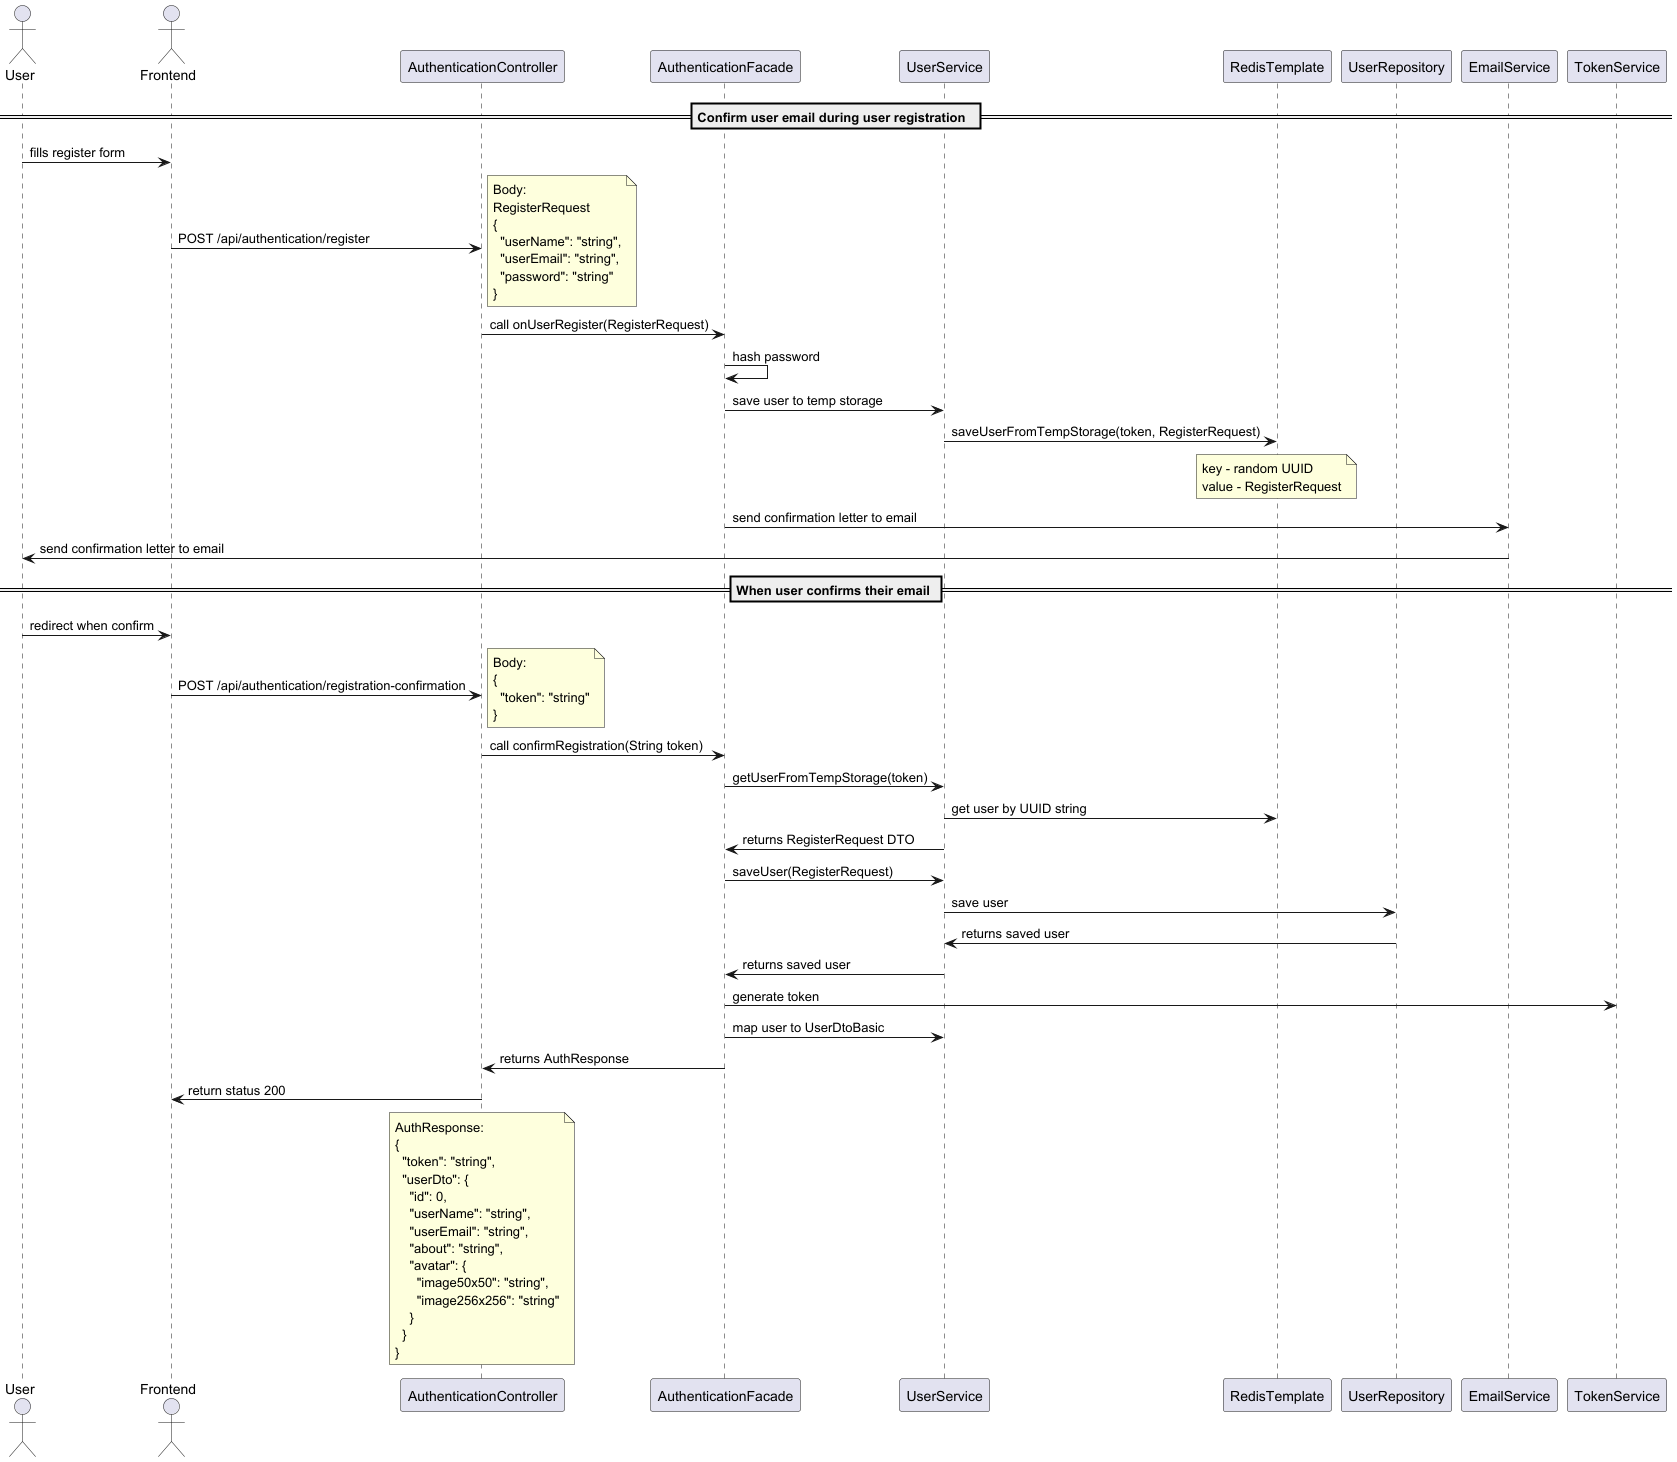 User
Frontend
AuthenticationController
AuthenticationFacade
UserService
RedisTemplate
UserRepository
EmailService
TokenService
Confirm user email during user registration
fills register form
Body:
RegisterRequest
{
"userName": "string",
"userEmail": "string",
"password": "string"
}
POST /api/authentication/register
call onUserRegister(RegisterRequest)
hash password
save user to temp storage
saveUserFromTempStorage(token, RegisterRequest)
key - random UUID
value - RegisterRequest
send confirmation letter to email
send confirmation letter to email
When user confirms their email
redirect when confirm
Body:
{
"token": "string"
}
POST /api/authentication/registration-confirmation
call confirmRegistration(String token)
getUserFromTempStorage(token)
get user by UUID string
returns RegisterRequest DTO
saveUser(RegisterRequest)
save user
returns saved user
returns saved user
generate token
map user to UserDtoBasic
returns AuthResponse
return status 200
AuthResponse:
{
"token": "string",
"userDto": {
"id": 0,
"userName": "string",
"userEmail": "string",
"about": "string",
"avatar": {
"image50x50": "string",
"image256x256": "string"
}
}
}
User
Frontend
AuthenticationController
AuthenticationFacade
UserService
RedisTemplate
UserRepository
EmailService
TokenService